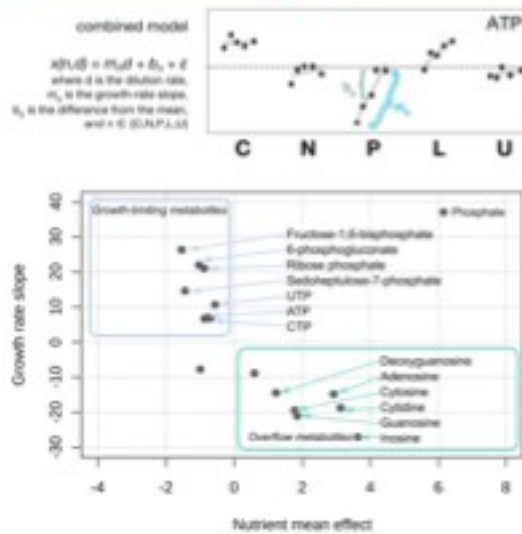 combined model
ATP
where d is the dilution rate,
is the growth-rate slope,
is the difference from the mean,
C N P L U
Growth-limiting metabolites
Phosphate
Fructose-1,6-bisphosphate
6-phosphogluconate
Ribose phosphate
Sedoheptulose-7-phosphate
UTP
ATP
CTP
Deoxyguanosine
Adenosine
Cytosine
Cytidine
Guanosine
Overflow metabolites
Inosine
40
30
20
10
0
-10
-20
-30
Growth rate slope
-4 -2 0 2 4 6 8
Nutrient mean effect